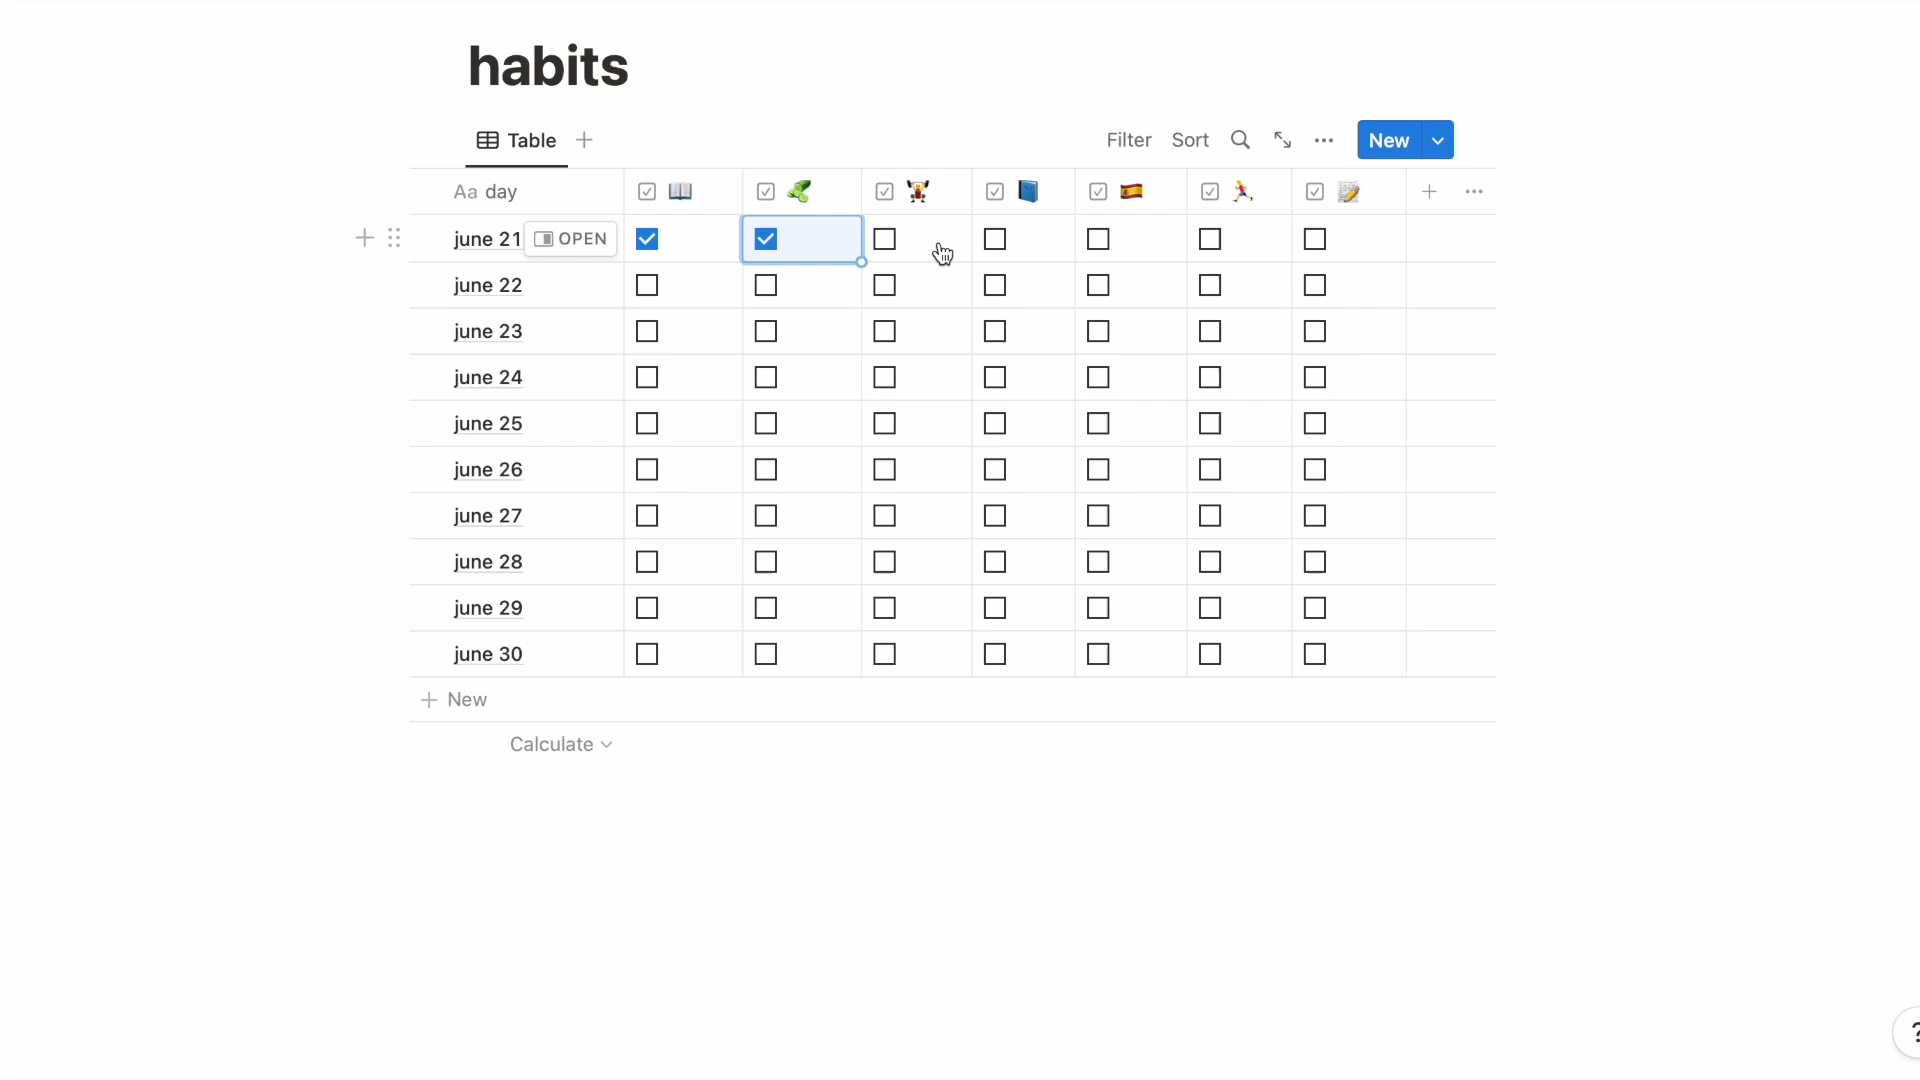 habits
Table
Filter Sort New
Aa day
june 21 OPEN
june 22
june 23
june 24
june 25
june 26
june 27
june 28
june 29
june 30
New
Calculate
?